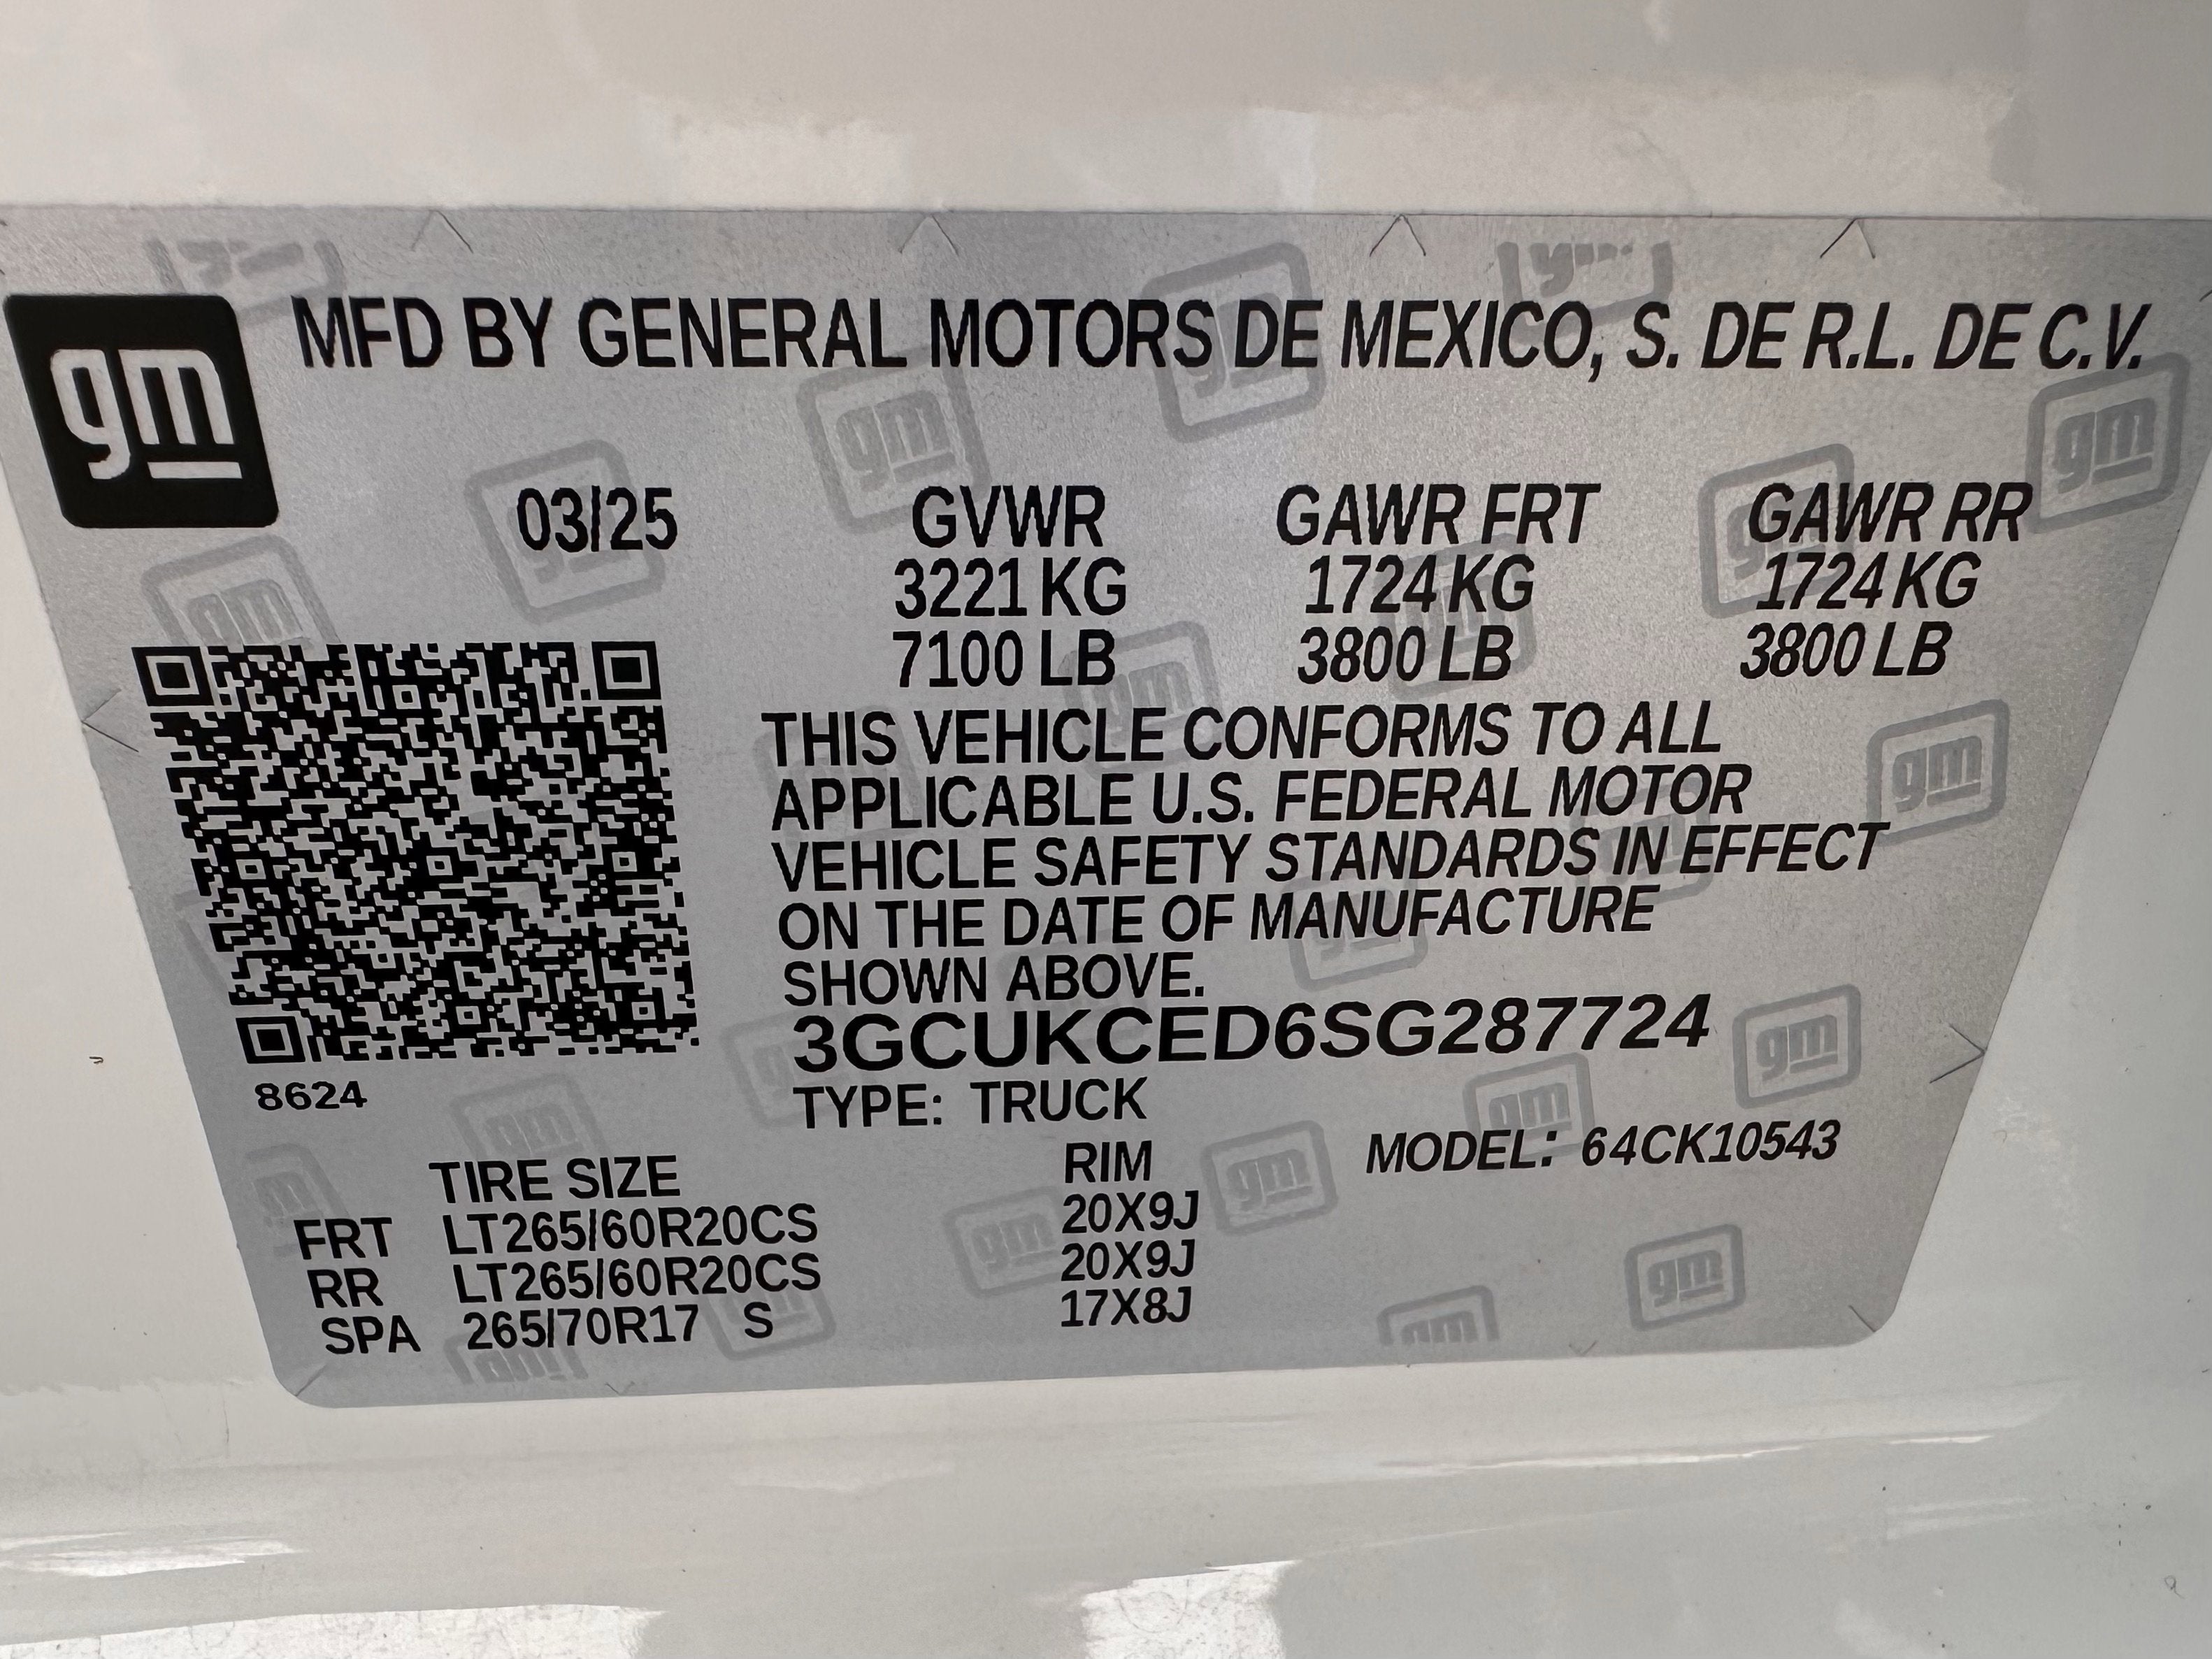 gm MFD BY GENERAL MOTORS DE MEXICO, S. DE R.L. DE C.V.
03/25 GVWR GAWR FRT GAWR RR
3221 KG 1724 KG 1724 KG
7100 LB 3800 LB 3800 LB
THIS VEHICLE CONFORMS TO ALL
APPLICABLE U.S. FEDERAL MOTOR
VEHICLE SAFETY STANDARDS IN EFFECT
ON THE DATE OF MANUFACTURE
SHOWN ABOVE.
3GCUKCED6SG287724
8624
TYPE: TRUCK
MODEL: 64CK10543
TIRE SIZE RIM
FRT LT265/60R20CS 20X9J
RR LT265/60R20CS 20X9J
SPA 265/70R17 S 17X8J